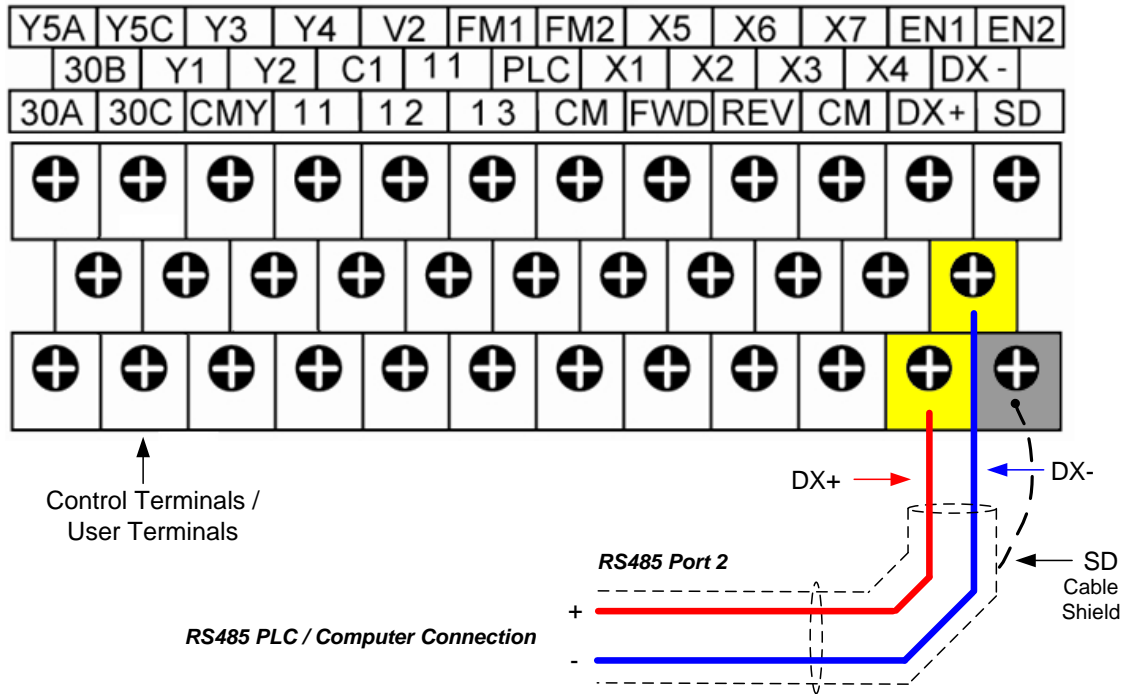 Y5A Y5C Y3 Y4 V2 FM1 FM2 X5 X6 X7 EN1 EN2
30B Y1 Y2 C1 11 PLC X1 X2 X3 X4 DX -
30A 30C CMY 11 12 13 CM FWD REV CM DX+ SD
DX+
DX-
Control Terminals /
User Terminals
RS485 Port 2
SD
Cable
Shield
+
RS485 PLC / Computer Connection
-